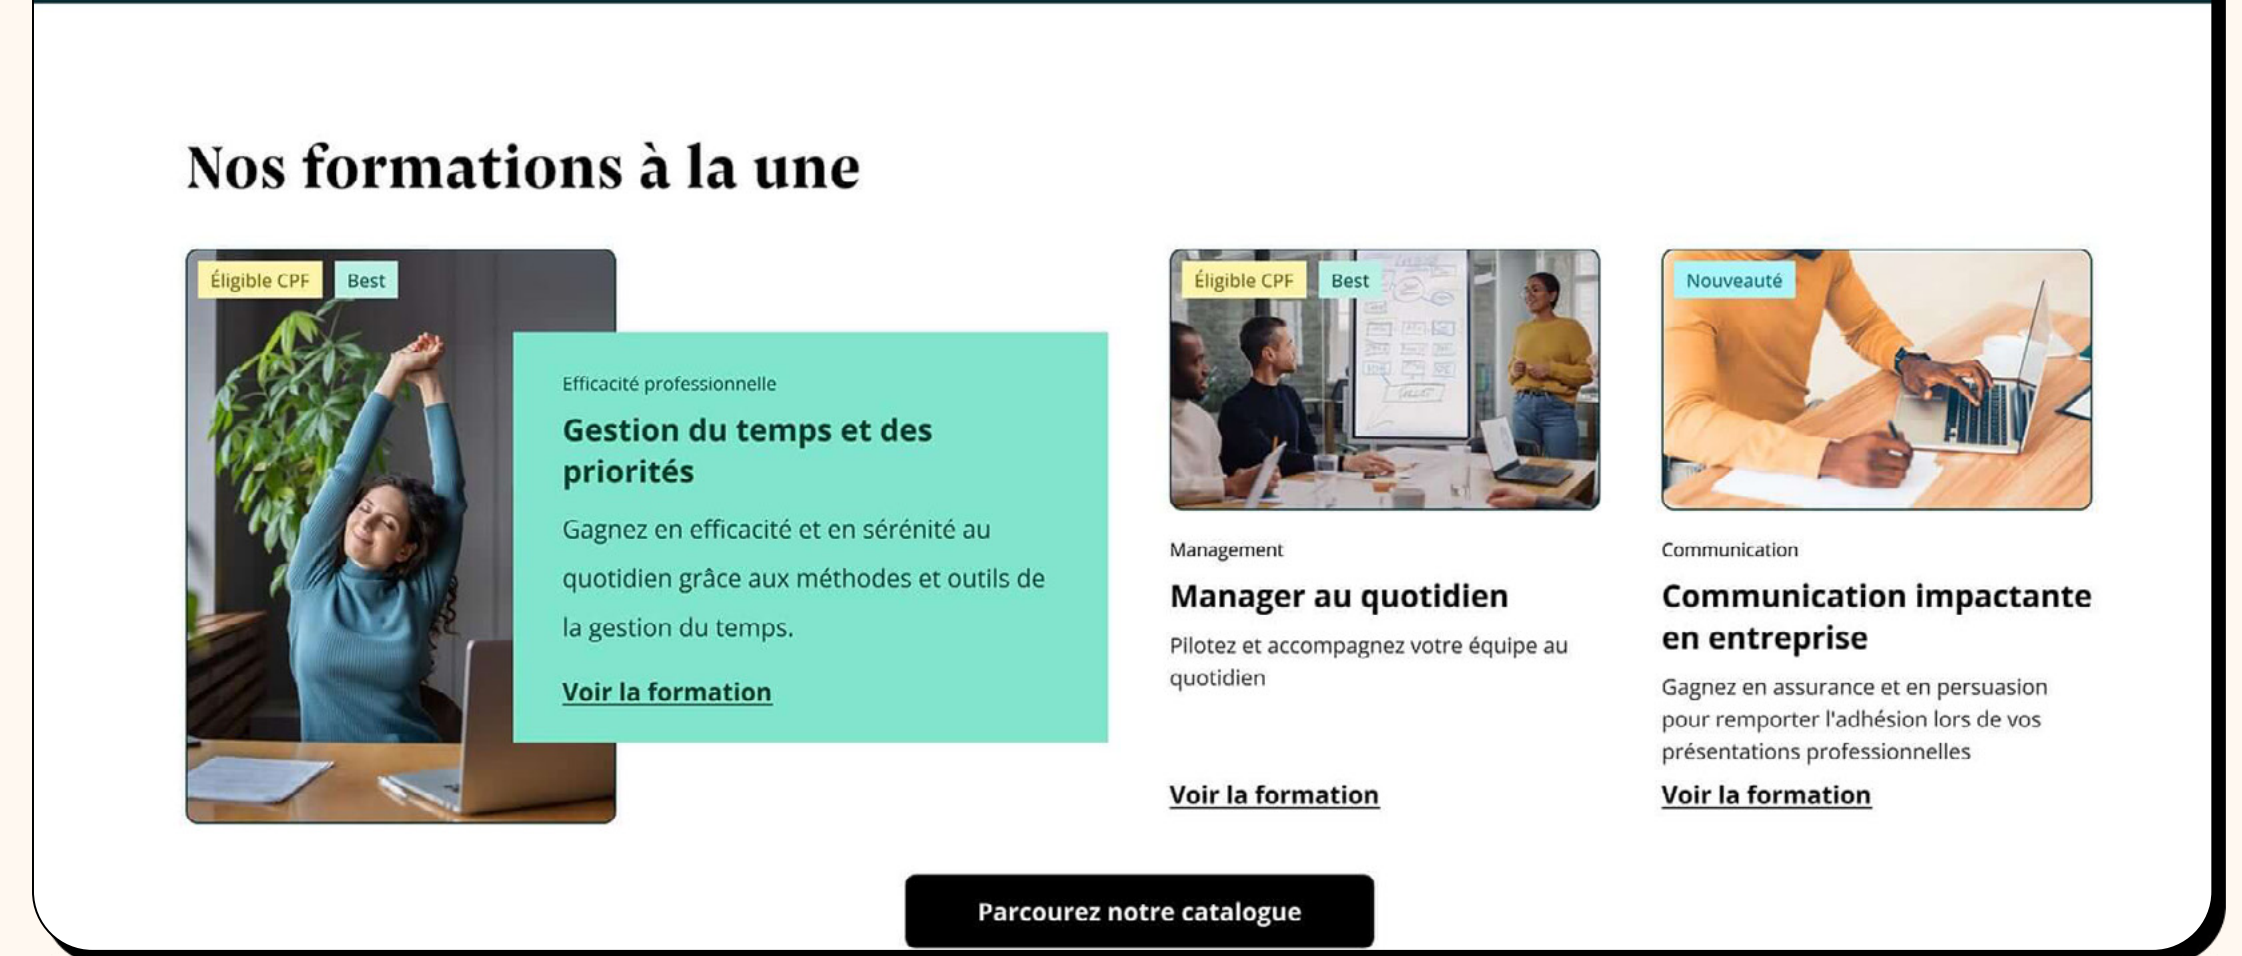 Nos formations à la une
Éligible CPF
Best
Efficacité professionnelle
Gestion du temps et des
priorités
Gagnez en efficacité et en sérénité au
quotidien grâce aux méthodes et outils de
la gestion du temps.
Voir la formation
Éligible CPF
Best
Management
Manager au quotidien
Pilotez et accompagnez votre équipe au
quotidien
Voir la formation
Nouveauté
Communication
Communication impactante
en entreprise
Gagnez en assurance et en persuasion
pour remporter l'adhésion lors de vos
présentations professionnelles
Voir la formation
Parcourez notre catalogue